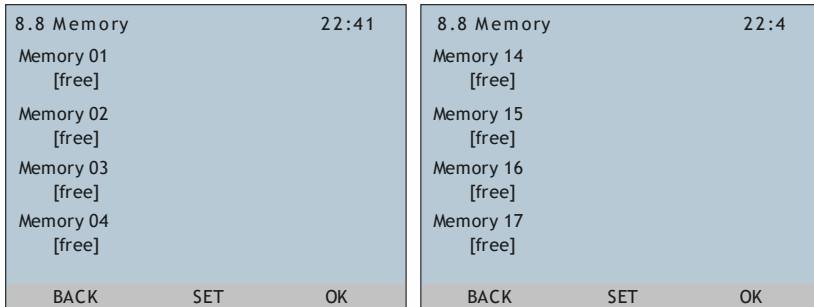 8.8 Memory 22:41
Memory 01
[free]
Memory 02
[free]
Memory 03
[free]
Memory 04
[free]
BACK SET OK
8.8 Memory 22:4
Memory 14
[free]
Memory 15
[free]
Memory 16
[free]
Memory 17
[free]
BACK SET OK